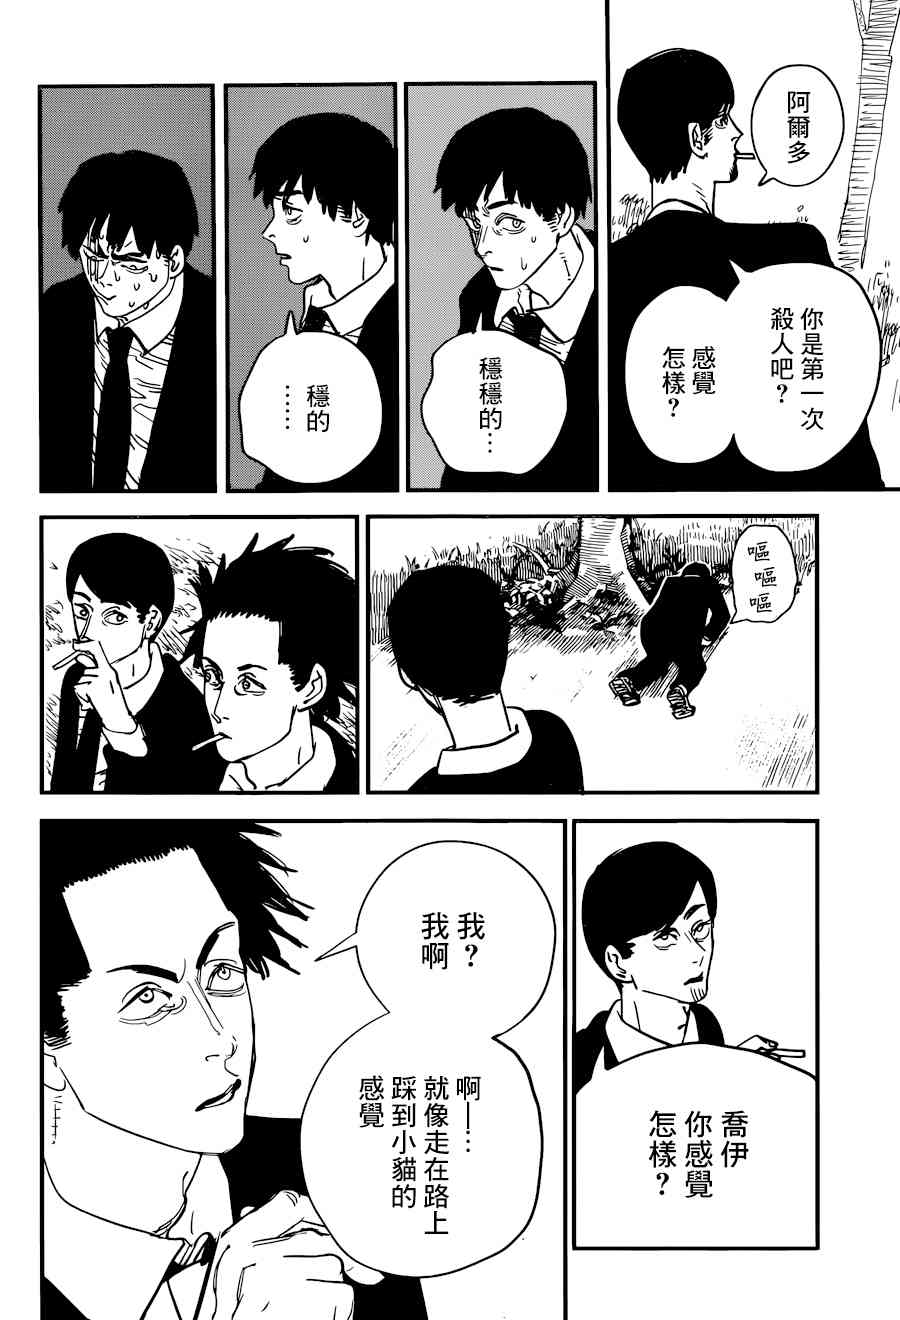 阿爾多
你是第一次
殺人吧?
感覺
怎樣?
穩穩的…
穩的
……
嘔嘔嘔
喬伊
你感覺
怎樣?
我?
我啊
啊—…
就像走在路上
踩到小貓的
感覺